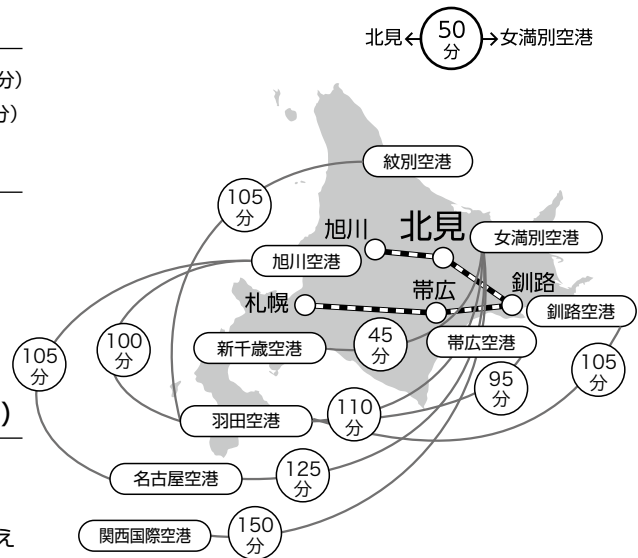 50
分
北見
女満別空港
分）
分）
紋別空港
105
分
旭川
北見
女満別空港
旭川空港
札幌
帯広
釧路
釧路空港
新千歳空港
45
分
帯広空港
105
分
100
分
95
分
105
分
羽田空港
110
分
）
名古屋空港
125
分
え
関西国際空港
150
分